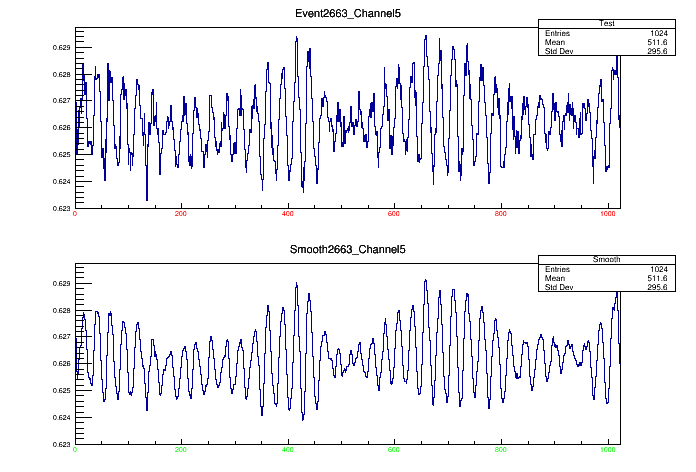 Event2663_Channel5
Test
Entries 1024
Mean 511.6
Std Dev 295.6
0.629
0.628
0.627
0.626
0.625
0.624
0.623
0 200 400 600 800 1000
Smooth2663_Channel5
Smooth
Entries 1024
Mean 511.6
Std Dev 295.6
0.629
0.628
0.627
0.626
0.625
0.624
0.623
0 200 400 600 800 1000